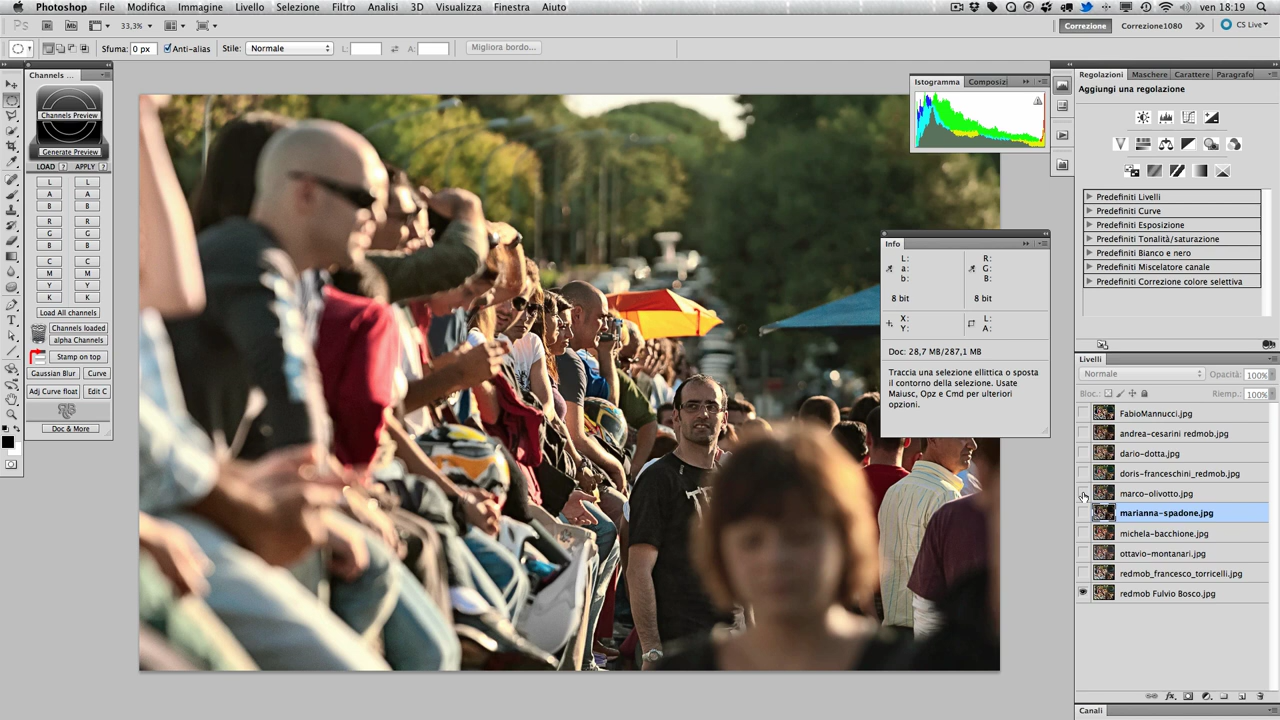 Photoshop File Modifica Immagine Livello Selezione Filtro Analisi 3D Visualizza Finestra Aiuto ven 18:19
Ps Br Mb 33,3% Correzione Correzione1080 CS Live
Sfuma: 0 px Anti-alias Stile: Normale L: A: Migliora bordo...
Channels ...
Channels Preview
Generate Preview
LOAD ? APPLY ?
L L
A A
B B
R R
G G
B B
C C
M M
Y Y
K K
Load All channels
Channels loaded
alpha Channels
Stamp on top
Gaussian Blur Curve
Adj Curve float Edit C
Doc & More
Istogramma Composizi
Info
L: R:
a: G:
b: B:
8 bit 8 bit
X: L:
Y: A:
Doc: 28,7 MB/287,1 MB
Traccia una selezione ellittica o sposta
il contorno della selezione. Usate
Maiusc, Opz e Cmd per ulteriori
opzioni.
Regolazioni Maschere Carattere Paragrafo
Aggiungi una regolazione
Predefiniti Livelli
Predefiniti Curve
Predefiniti Esposizione
Predefiniti Tonalità/saturazione
Predefiniti Bianco e nero
Predefiniti Miscelatore canale
Predefiniti Correzione colore selettiva
Livelli
Normale Opacità: 100%
Bloc.: Riemp.: 100%
FabioMannucci.jpg
andrea-cesarini redmob.jpg
dario-dotta.jpg
doris-franceschini_redmob.jpg
marco-olivotto.jpg
marianna-spadone.jpg
michela-bacchione.jpg
ottavio-montanari.jpg
redmob_francesco_torricelli.jpg
redmob Fulvio Bosco.jpg
fx
Canali